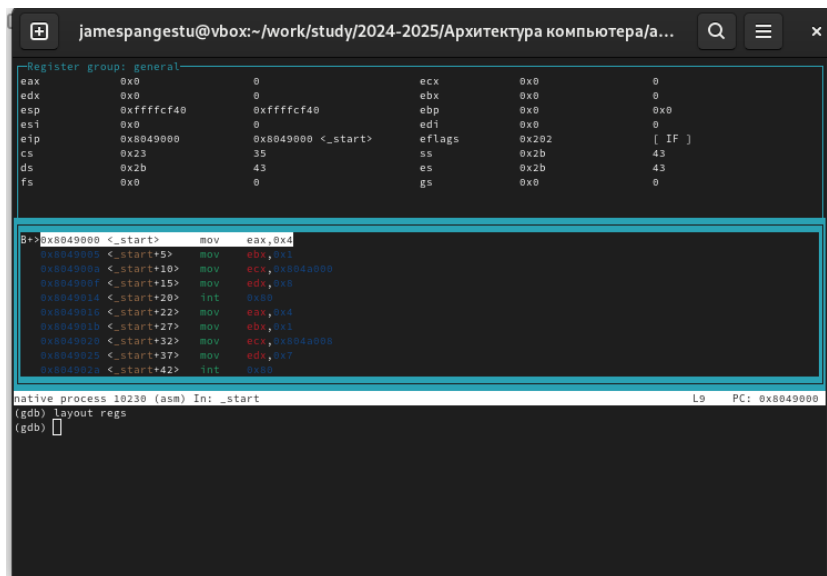 jamespangestu@vbox:~/work/study/2024-2025/Архитектура компьютера/a...
Register group: general
eax 0x0 0 ecx 0x0 0
edx 0x0 0 ebx 0x0 0
esp 0xffffcf40 0xffffcf40 ebp 0x0 0x0
esi 0x0 0 edi 0x0 0
eip 0x8049000 0x8049000 <_start> eflags 0x202 [ IF ]
cs 0x23 35 ss 0x2b 43
ds 0x2b 43 es 0x2b 43
fs 0x0 0 gs 0x0 0
B+>0x8049000 <_start> mov eax,0x4
0x8049005 <_start+5> mov ebx,0x1
0x804900a <_start+10> mov ecx,0x804a000
0x804900f <_start+15> mov edx,0x8
0x8049014 <_start+20> int 0x80
0x8049016 <_start+22> mov eax,0x4
0x804901b <_start+27> mov ebx,0x1
0x8049020 <_start+32> mov ecx,0x804a008
0x8049025 <_start+37> mov edx,0x7
0x804902a <_start+42> int 0x80
native process 10230 (asm) In: _start L9 PC: 0x8049000
(gdb) layout regs
(gdb)